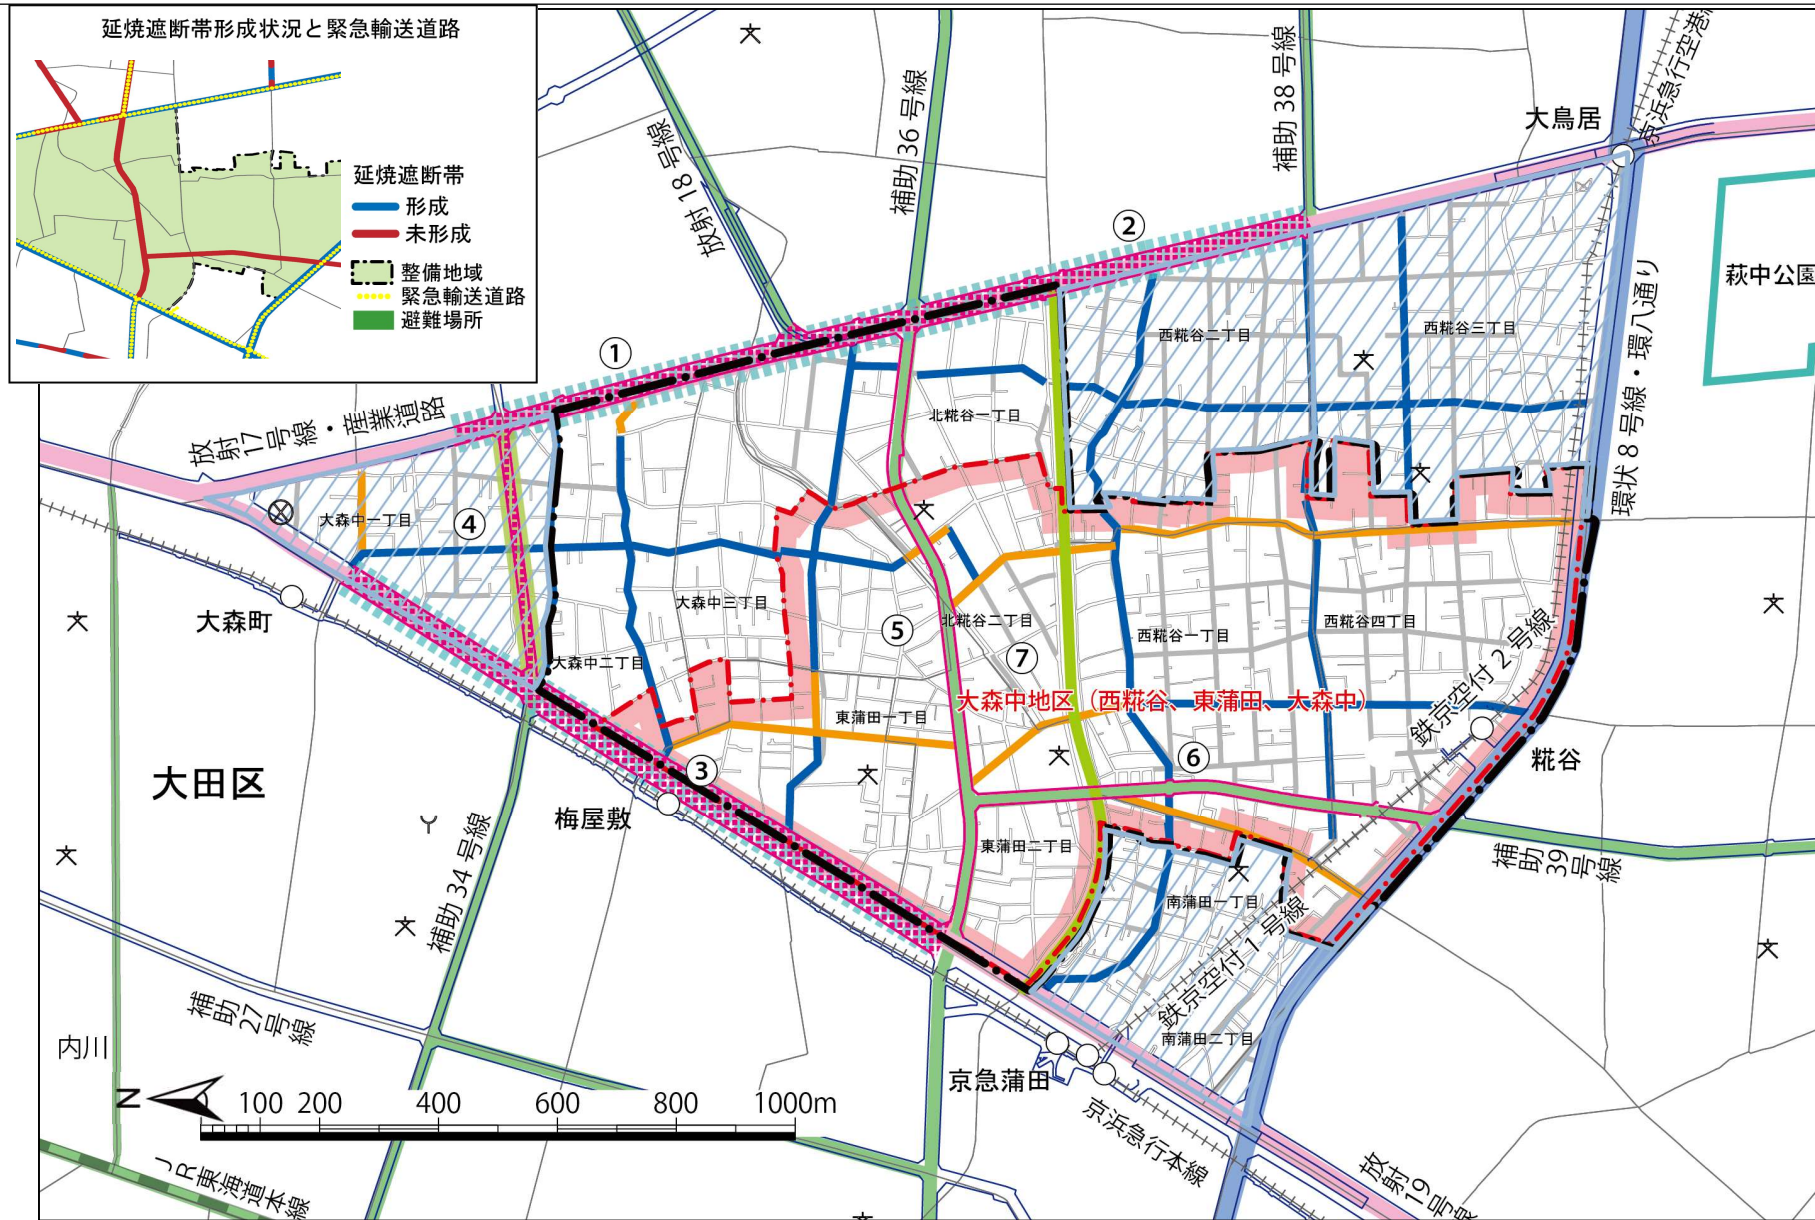 延焼遮断帯形成状況と緊急輸送道路
延焼遮断帯
形成
未形成
整備地域
緊急輸送道路
避難場所
放射18号線
補助36号線
補助38号線
大鳥居
京浜急行空港
萩中公園
環状8号線・環八通り
②
①
西糀谷二丁目
西糀谷三丁目
放射17号線・産業道路
北糀谷一丁目
大森中一丁目
④
大森町
大森中三丁目
⑤
北糀谷二丁目
西糀谷一丁目
西糀谷四丁目
大森中二丁目
⑦
大森中地区（西糀谷、東蒲田、大森中）
東蒲田一丁目
鉄京空付2号線
糀谷
⑥
③
大田区
梅屋敷
補助34号線
東蒲田二丁目
補助39号線
南蒲田一丁目
鉄京空付1号線
南蒲田二丁目
補助27号線
内川
京急蒲田
京浜急行本線
放射19号線
N
100 200 400 600 800 1000m
JR東海道本線